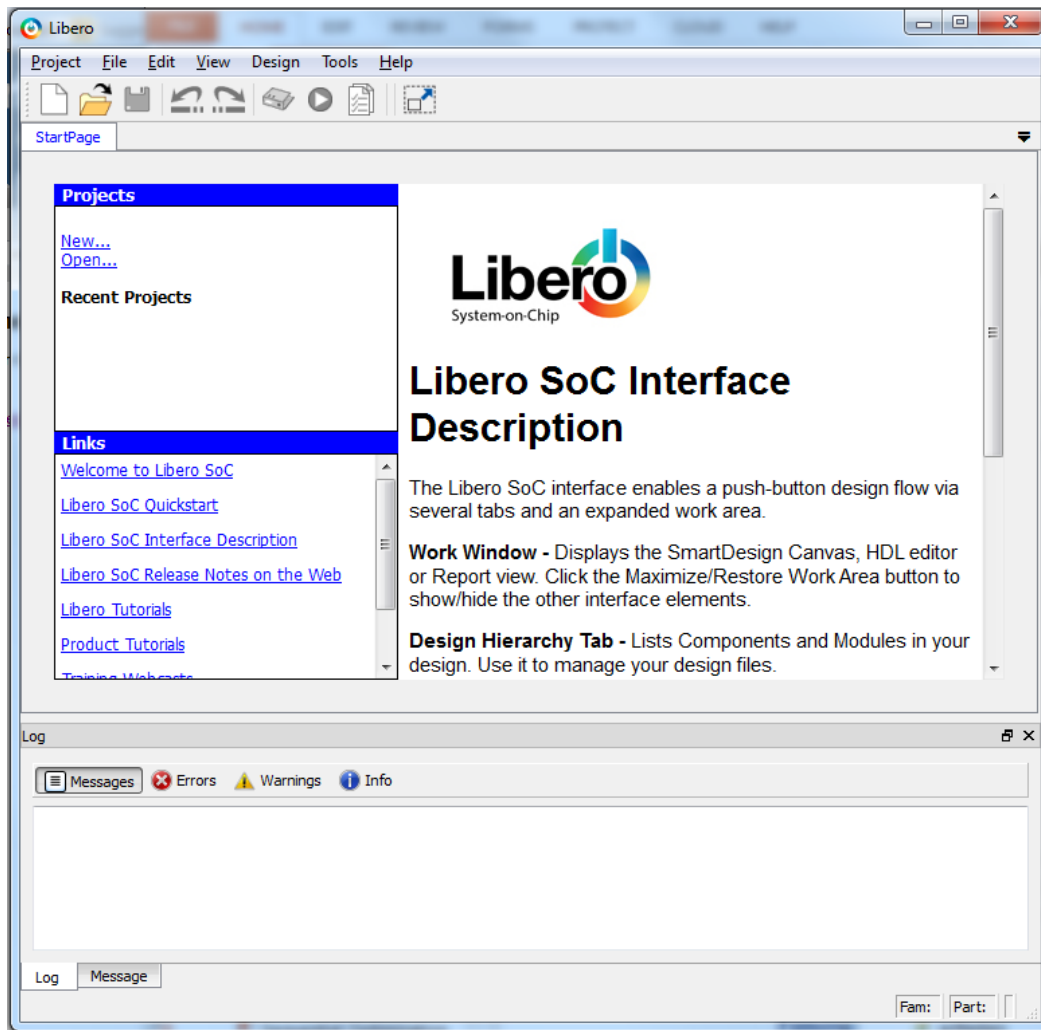 Libero
Project File Edit View Design Tools Help
StartPage
Projects
New...
Open...
Recent Projects
Links
Welcome to Libero SoC
Libero SoC Quickstart
Libero SoC Interface Description
Libero SoC Release Notes on the Web
Libero Tutorials
Product Tutorials
Training Webcasts
Libero
System-on-Chip
Libero SoC Interface
Description
The Libero SoC interface enables a push-button design flow via
several tabs and an expanded work area.
Work Window - Displays the SmartDesign Canvas, HDL editor
or Report view. Click the Maximize/Restore Work Area button to
show/hide the other interface elements.
Design Hierarchy Tab - Lists Components and Modules in your
design. Use it to manage your design files.
Log
Messages Errors Warnings Info
Log Message
Fam: Part: